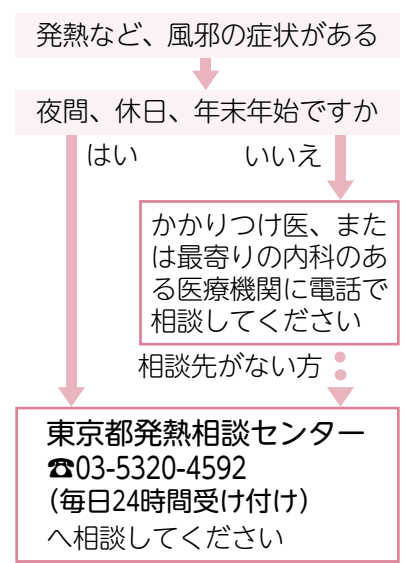 発熱など、風邪の症状がある
夜間、休日、年末年始ですか
はい
いいえ
かかりつけ医、また
は最寄りの内科のあ
る医療機関に電話で
相談してください
相談先がない方
東京都発熱相談センター
☎03-5320-4592
(毎日24時間受け付け)
へ相談してください